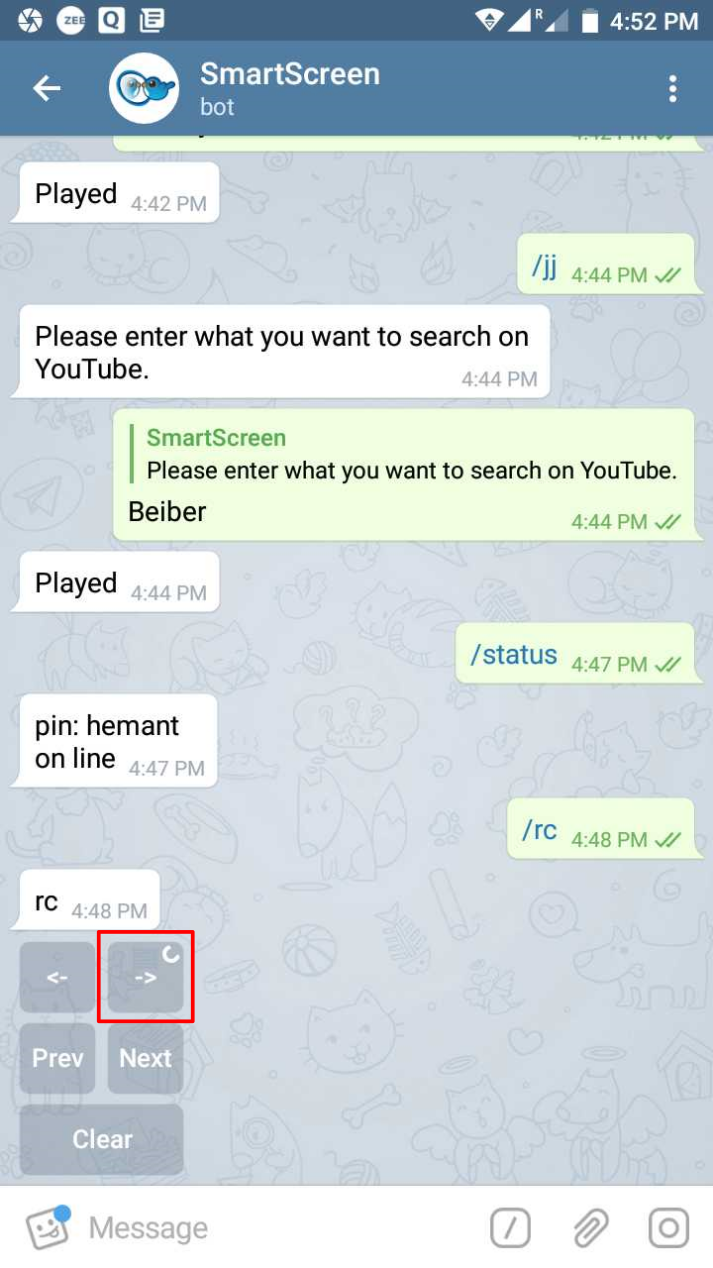 ZEE Q R 4:52 PM
SmartScreen
bot
Played 4:42 PM
/jj 4:44 PM
Please enter what you want to search on
YouTube.
4:44 PM
SmartScreen
Please enter what you want to search on YouTube.
Beiber
4:44 PM
Played 4:44 PM
/status 4:47 PM
pin: hemant
on line 4:47 PM
/rc 4:48 PM
rc 4:48 PM
<- ->
Prev Next
Clear
Message